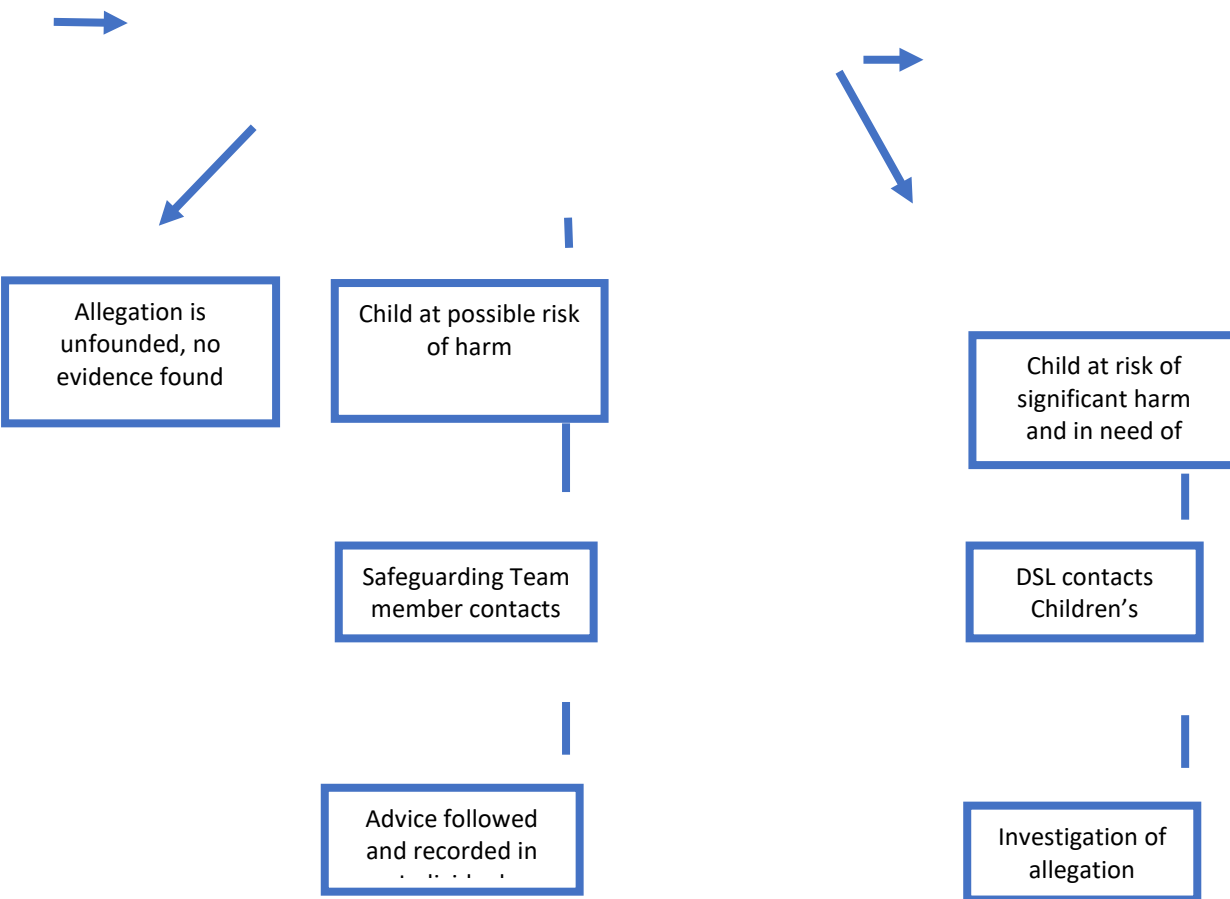 Allegation is
unfounded, no
evidence found
Child at possible risk
of harm
Child at risk of
significant harm
and in need of
Safeguarding Team
member contacts
DSL contacts
Children's
Advice followed
and recorded in
Investigation of
allegation